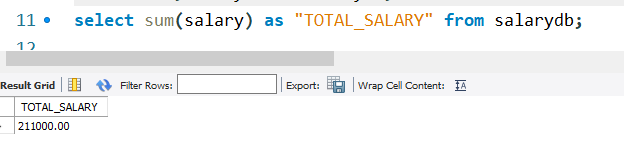 11 select sum(salary) as "TOTAL_SALARY" from salarydb;
12
Result Grid Filter Rows: Export: Wrap Cell Content: IA
TOTAL_SALARY
211000.00